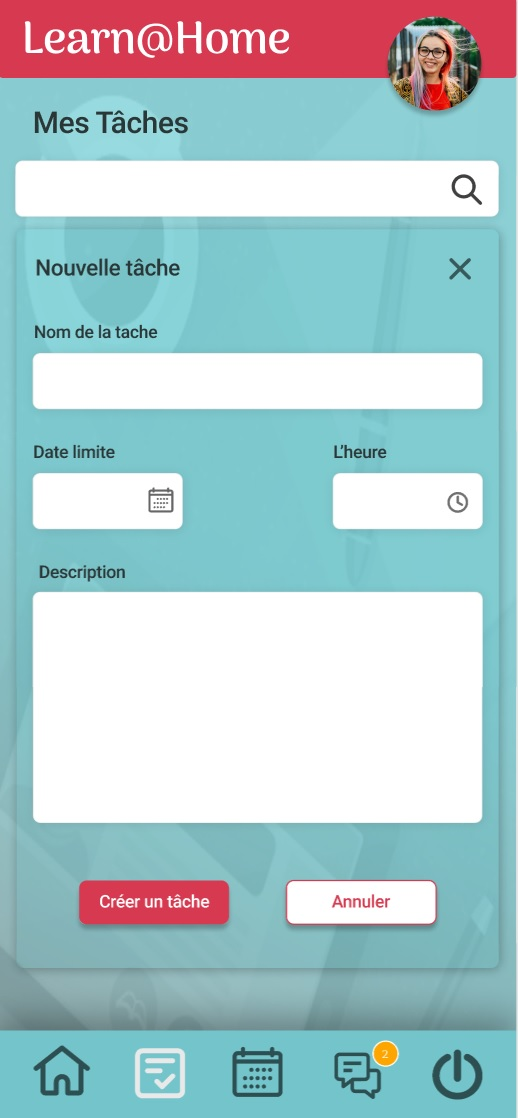 Learn@Home
Mes Tâches
Nouvelle tâche
Nom de la tache
Date limite
L'heure
Description
Créer un tâche
Annuler
2